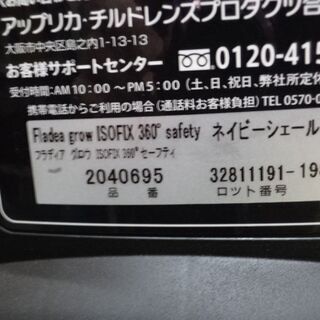 アップリカ・チルドレンズプロダクツ合
大阪市中央区島之内1-13-13
お客様サポートセンター 0120-415
受付時間/AM10:00～PM5:00(土、日、祝日、弊社所定
携帯電話からご利用の場合(通話料お客様負担) TEL 0570-0
Fladea grow ISOFIX 360° safety ネイビーシェール
フラディア グロウ ISOFIX 360°セーフティ
2040695 32811191-19
品番 ロット番号